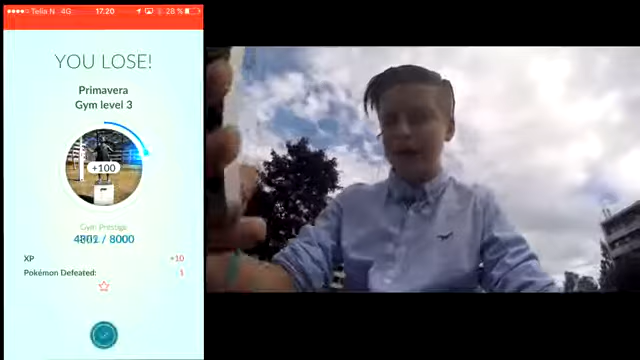 Telia N 4G 17.20 28 %
YOU LOSE!
Primavera
Gym level 3
+100
Gym Prestige
/ 8000
XP +10
Pokémon Defeated: 1